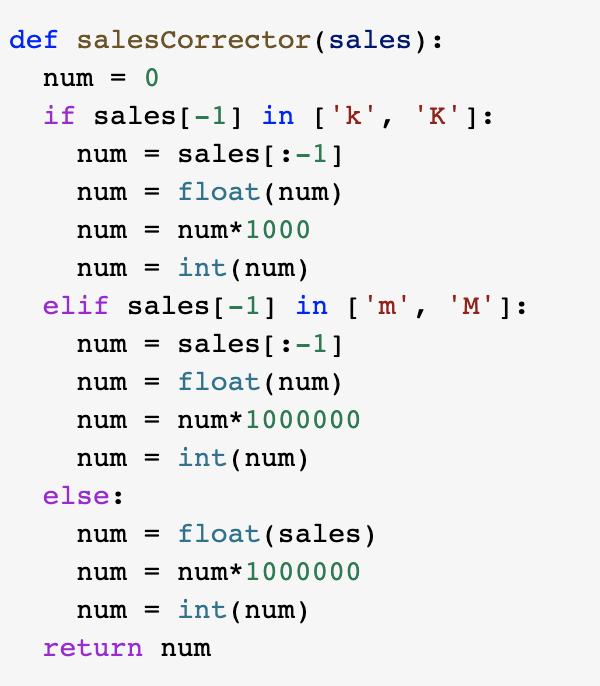 def salesCorrector(sales):
  num = 0
  if sales[-1] in ['k', 'K']:
    num = sales[:-1]
    num = float(num)
    num = num*1000
    num = int(num)
  elif sales[-1] in ['m', 'M']:
    num = sales[:-1]
    num = float(num)
    num = num*1000000
    num = int(num)
  else:
    num = float(sales)
    num = num*1000000
    num = int(num)
  return num